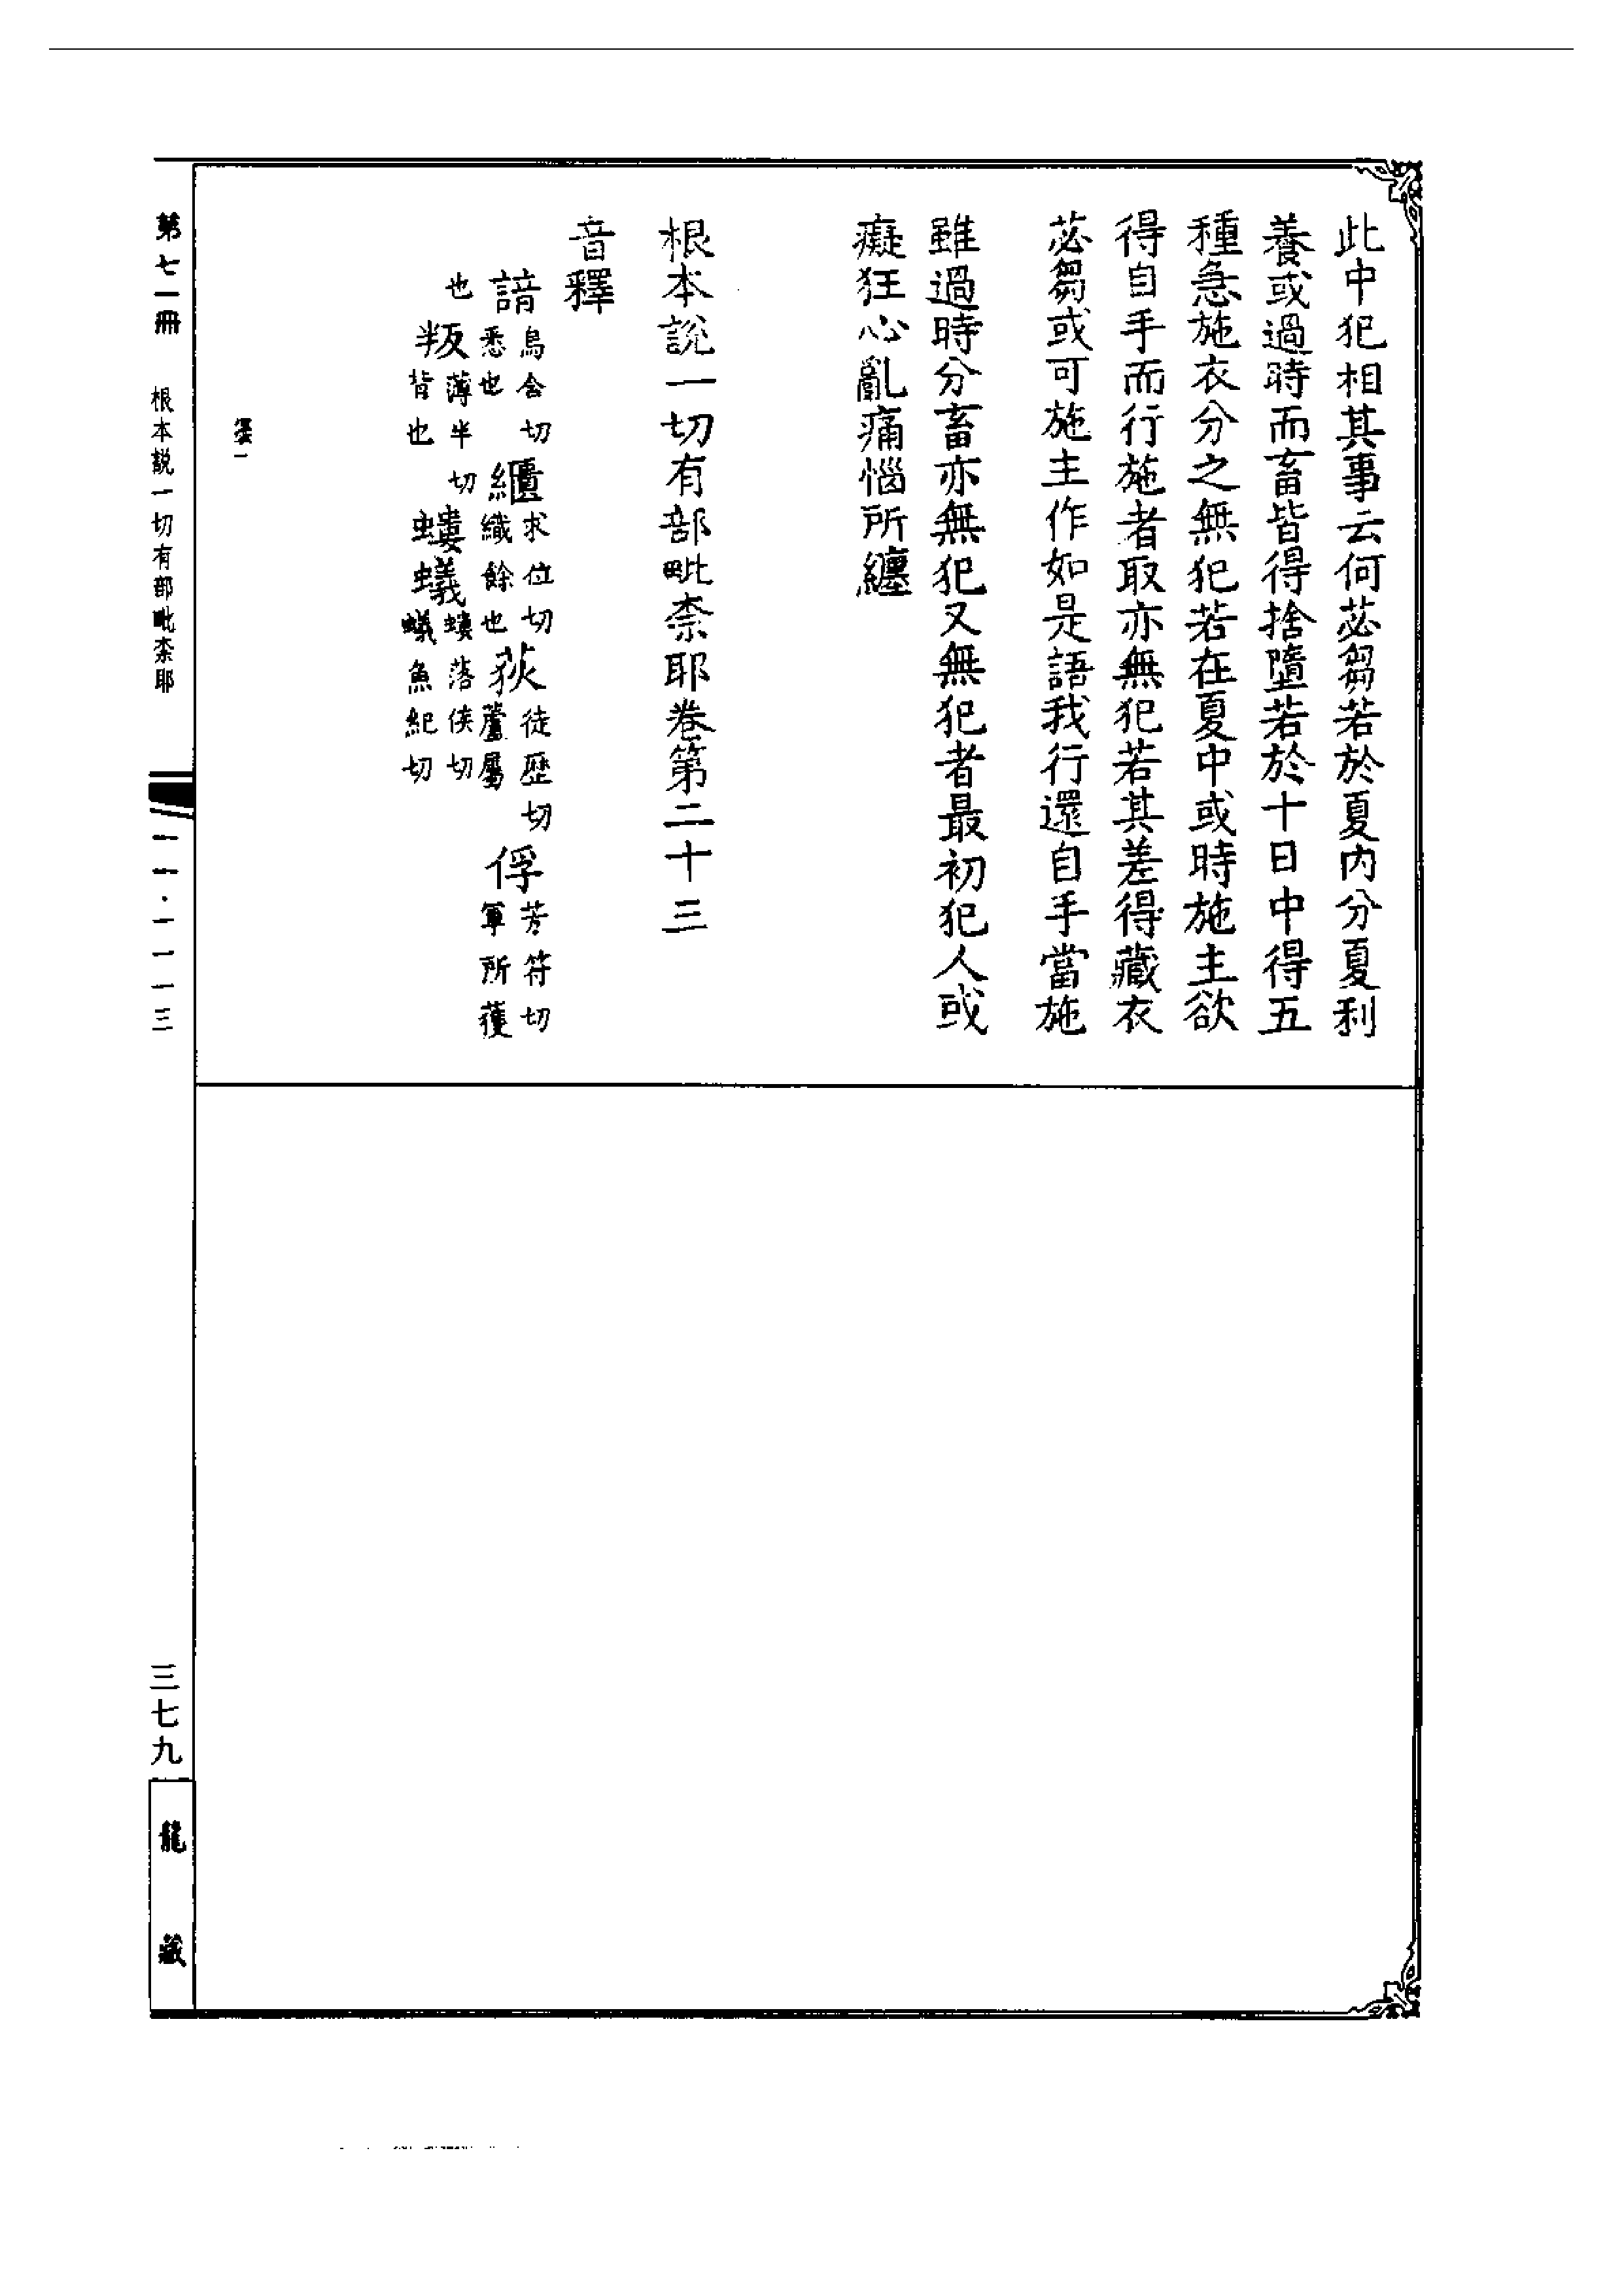 此中犯相其事云何苾芻若於夏内分夏利
養或過時而畜皆得捨墮若於十日中得五
種急施衣分之無犯若在夏中或時施主欲
得自手而行施者取亦無犯若其差得藏衣
苾芻或可施主作如是語我行還自手當施
雖過時分畜亦無犯又無犯者最初犯人或
癡狂心亂痛惱所纏
根本説一切有部毗柰耶卷第二十三
音釋
諳烏含切悉也 繢求位切織餘也 荻徒歷切蘆屬 俘芳符切軍所獲
也 叛薄半切背也 螻蟻螻落侯切蟻魚紀切
第七一冊 根本説一切有部毗柰耶 一一·一一一三
三七九
龍藏